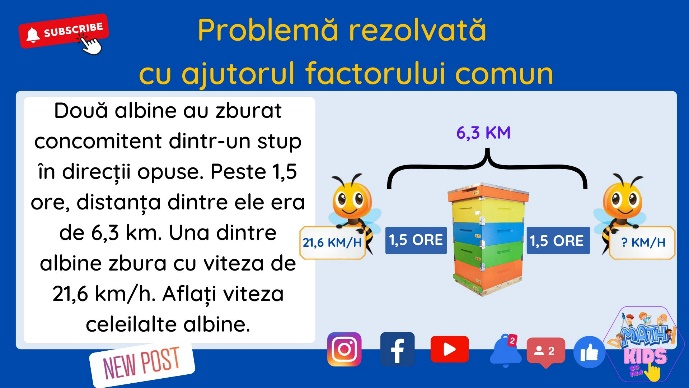 SUBSCRIBE
Problemă rezolvată
cu ajutorul factorului comun
Două albine au zburat
concomitent dintr-un stup
în direcții opuse. Peste 1,5
ore, distanța dintre ele era
de 6,3 km. Una dintre
albine zbura cu viteza de
21,6 km/h. Aflați viteza
celeilalte albine.
6,3 KM
21,6 KM/H
1,5 ORE
1,5 ORE
? KM/H
NEW POST
2
2
MATH
KIDS